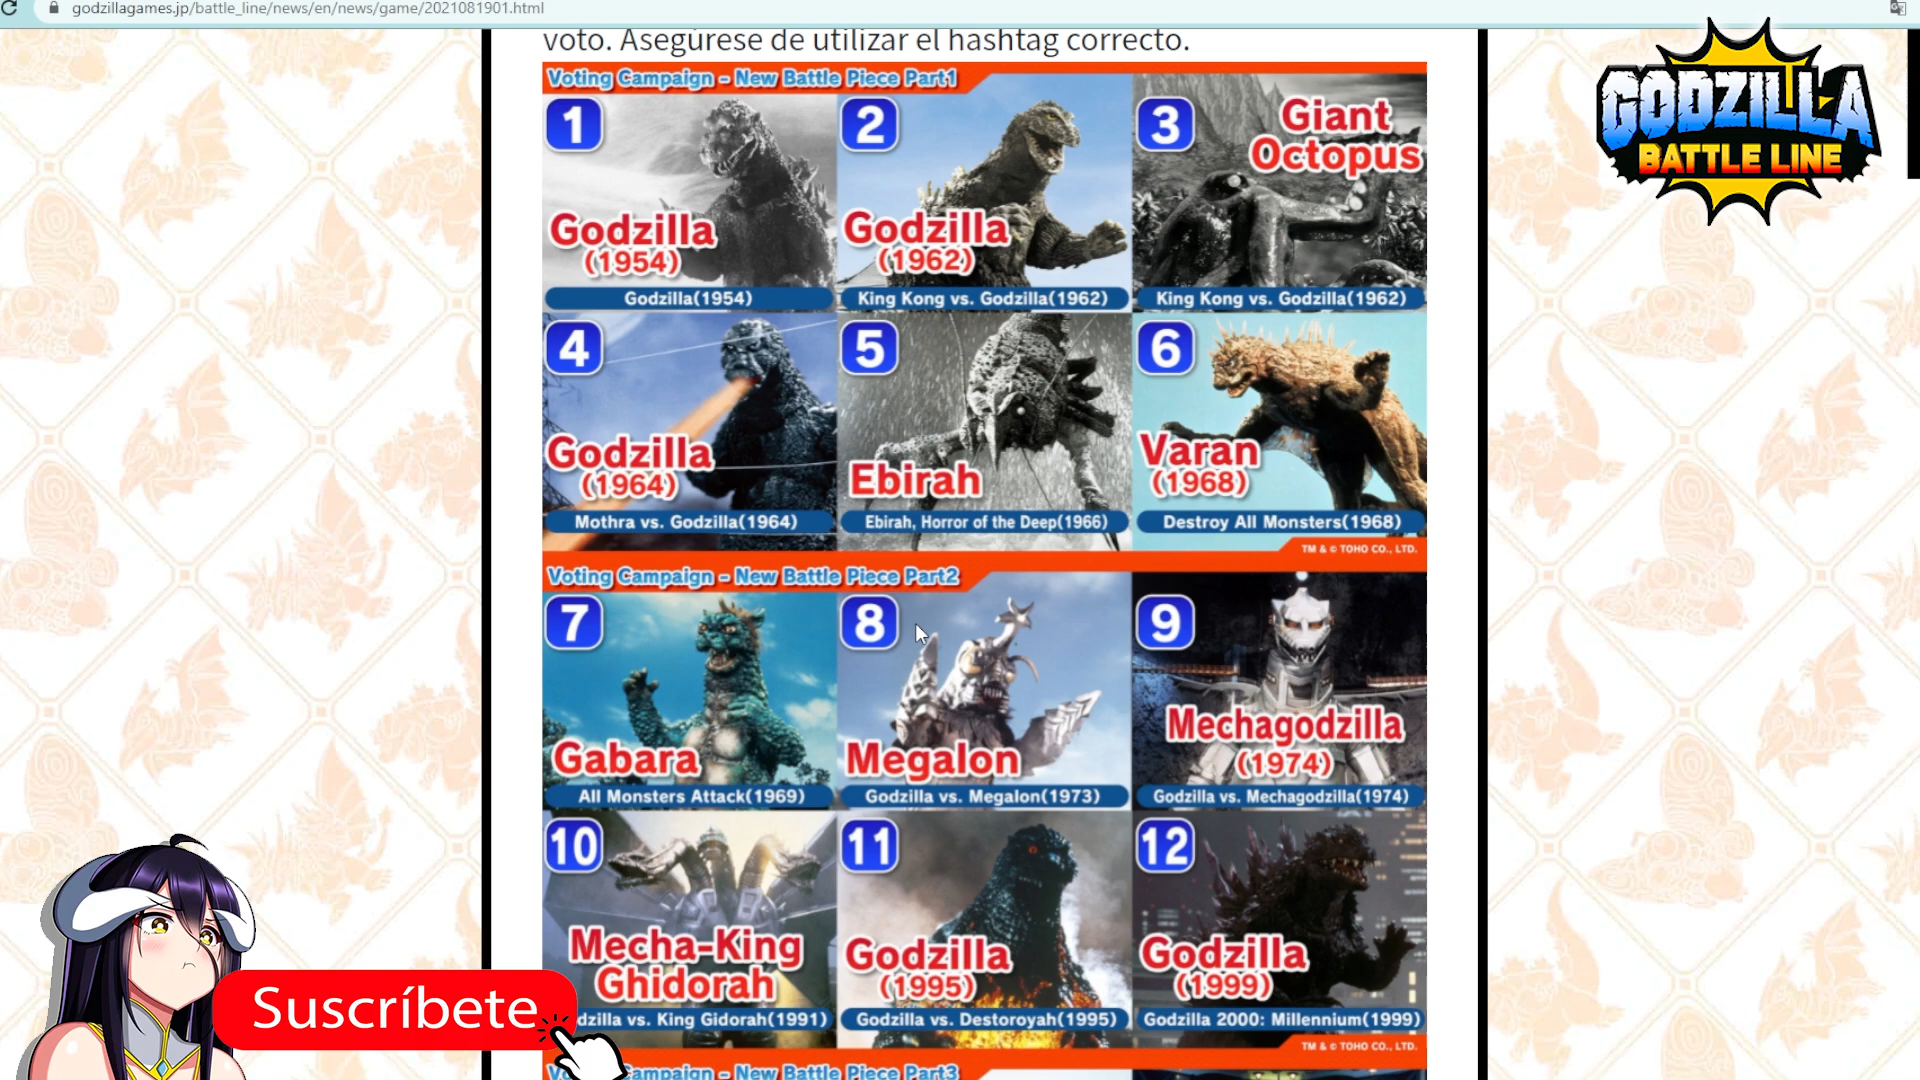 godzillagames.jp/battle_line/news/en/news/game/2021081901.html
voto. Asegúrese de utilizar el hashtag correcto.
GODZILLA
BATTLE LINE
Voting Campaign - New Battle Piece Part1
1
Godzilla
(1954)
Godzilla(1954)
2
Godzilla
(1962)
King Kong vs. Godzilla(1962)
3
Giant
Octopus
King Kong vs. Godzilla(1962)
4
Godzilla
(1964)
Mothra vs. Godzilla(1964)
5
Ebirah
Ebirah, Horror of the Deep(1966)
6
Varan
(1968)
Destroy All Monsters(1968)
TM & © TOHO CO., LTD.
Voting Campaign - New Battle Piece Part2
7
Gabara
All Monsters Attack(1969)
8
Megalon
Godzilla vs. Megalon(1973)
9
Mechagodzilla
(1974)
Godzilla vs. Mechagodzilla(1974)
10
Mecha-King
Ghidorah
dzilla vs. King Gidorah(1991)
11
Godzilla
(1995)
Godzilla vs. Destoroyah(1995)
12
Godzilla
(1999)
Godzilla 2000: Millennium(1999)
TM & © TOHO CO., LTD.
Suscríbete
Campaign - New Battle Piece Part3